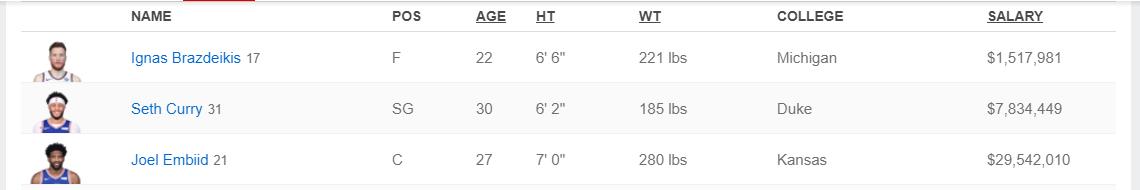 NAME POS AGE HT WT COLLEGE SALARY
Ignas Brazdeikis 17 F 22 6' 6" 221 lbs Michigan $1,517,981
Seth Curry 31 SG 30 6' 2" 185 lbs Duke $7,834,449
Joel Embiid 21 C 27 7' 0" 280 lbs Kansas $29,542,010